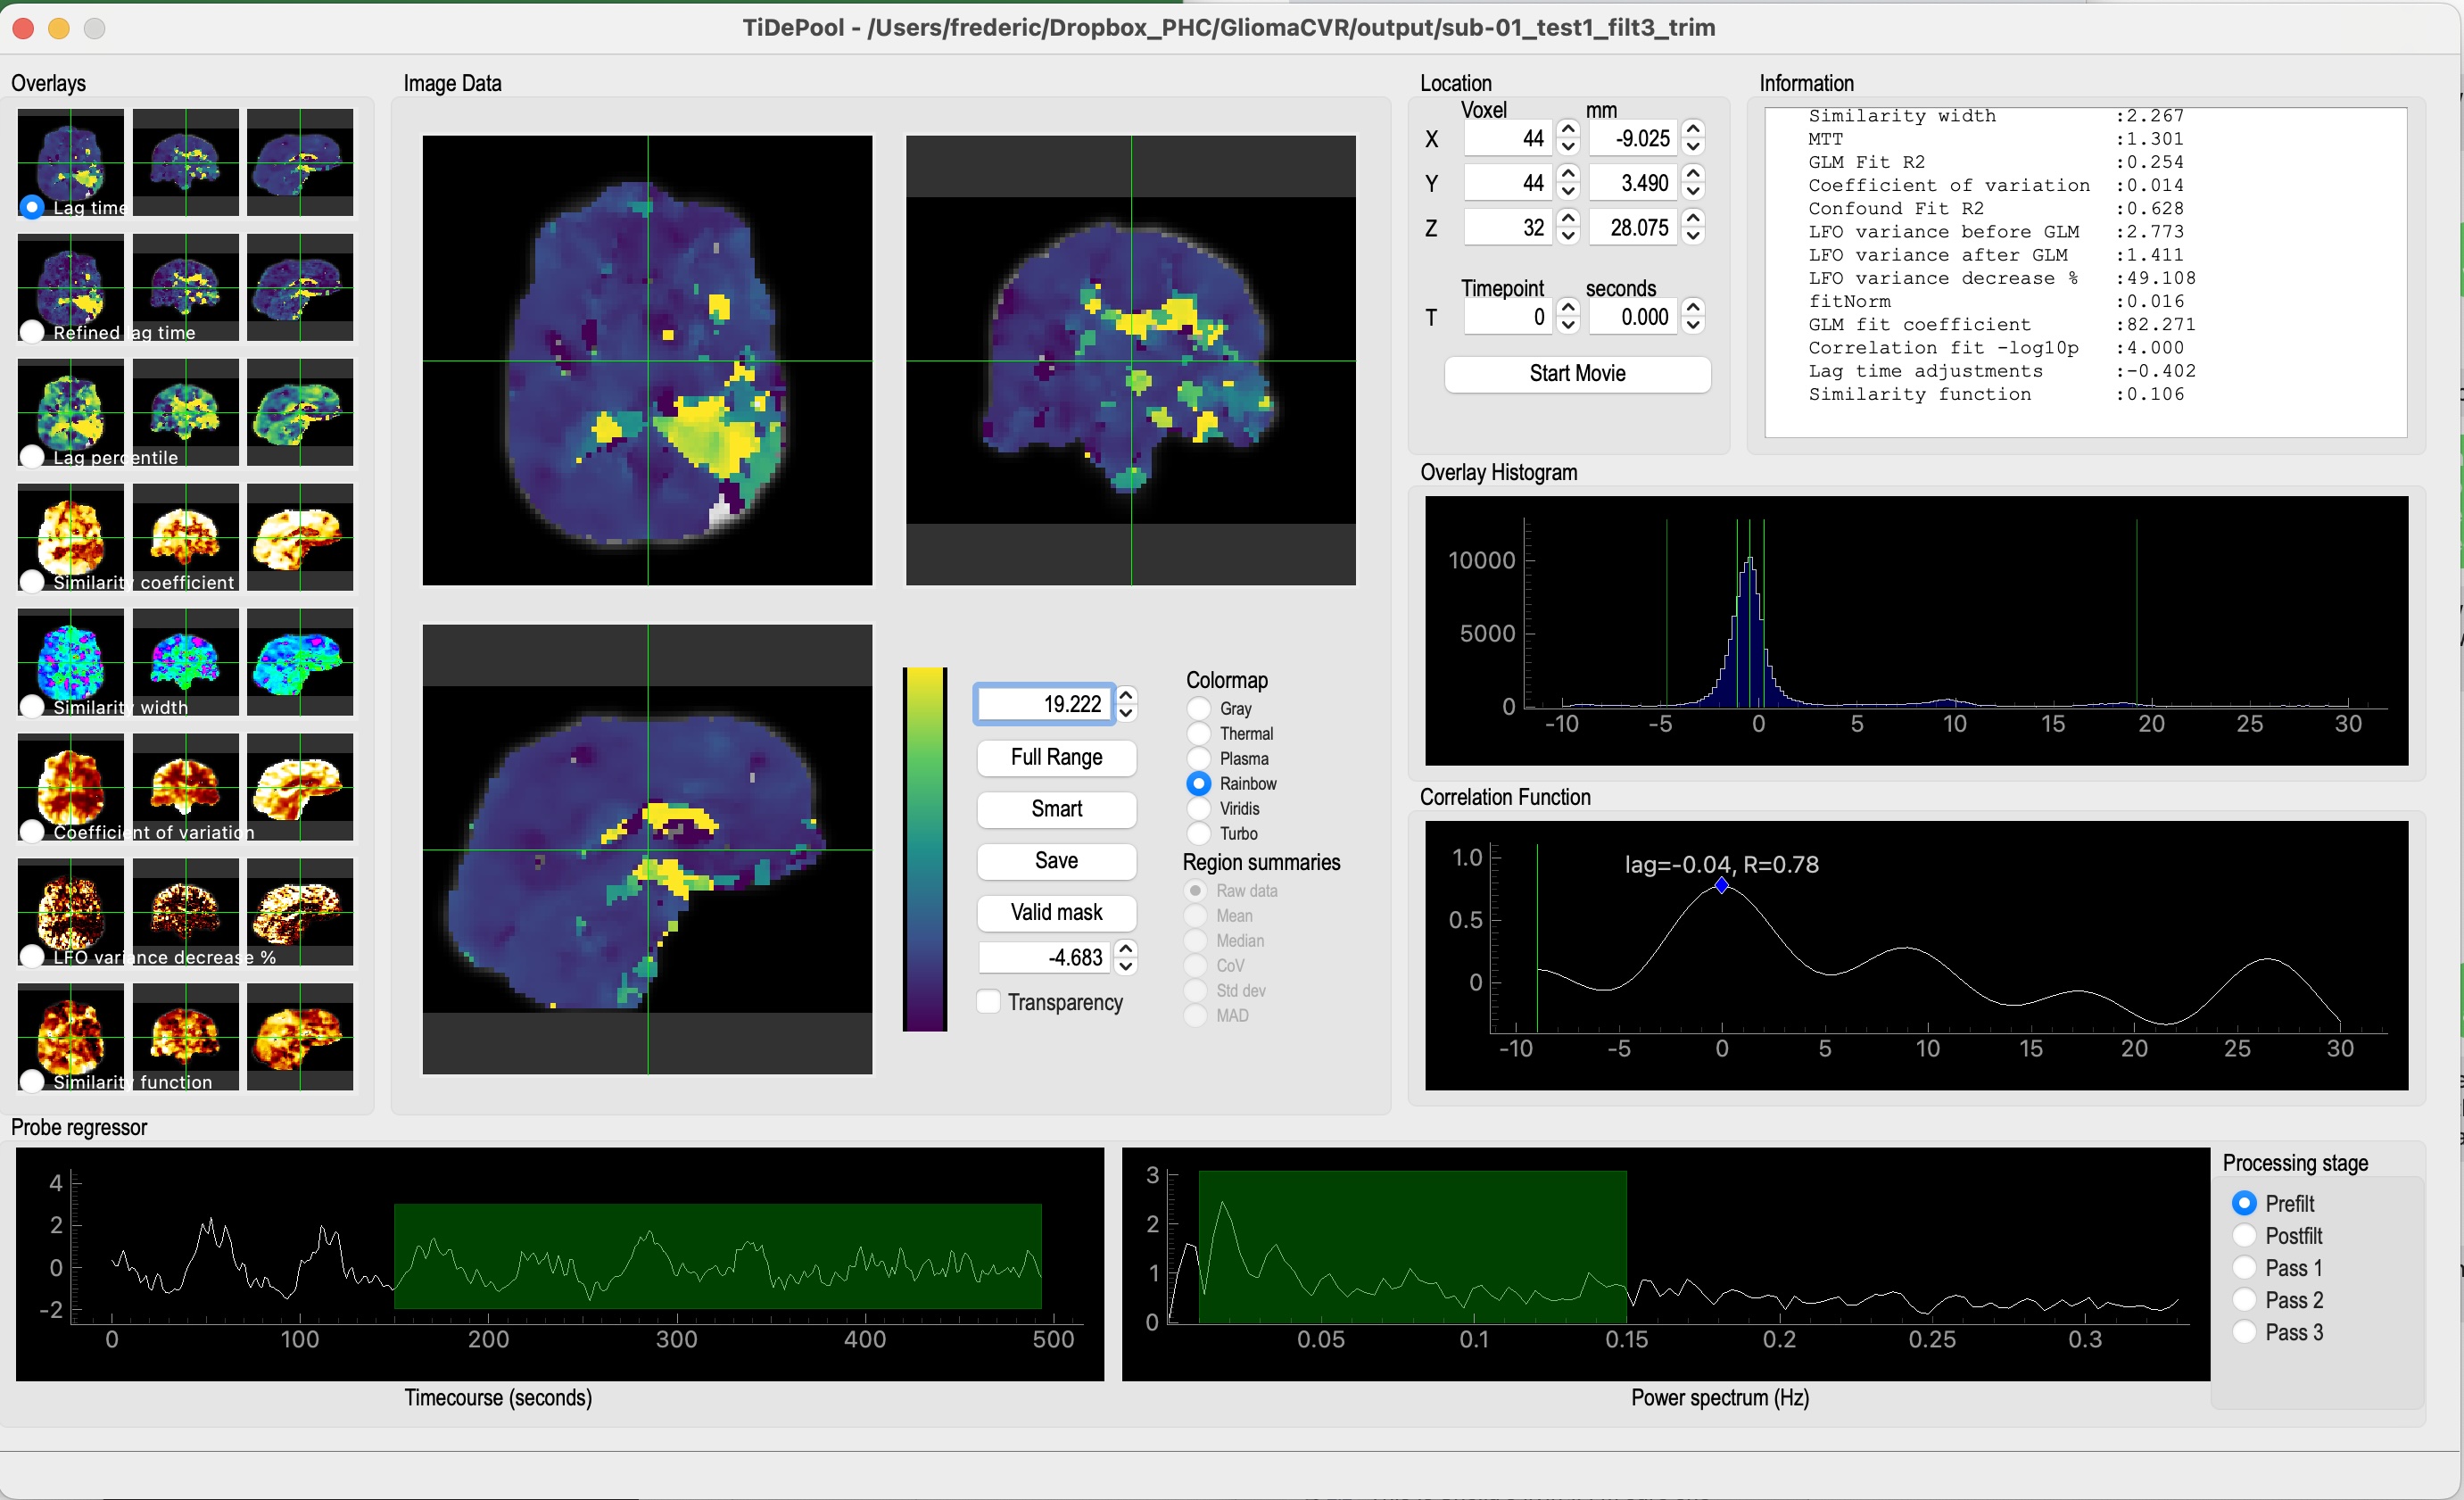 TiDePool - /Users/frederic/Dropbox_PHC/GliomaCVR/output/sub-01_test1_filt3_trim
Overlays
Lag time
Refined lag time
Lag percentile
Similarity coefficient
Similarity width
Coefficient of variation
LFO variance decrease %
Similarity function
Image Data
19.222
Full Range
Smart
Save
Valid mask
-4.683
Transparency
Colormap
Gray
Thermal
Plasma
Rainbow
Viridis
Turbo
Region summaries
Raw data
Mean
Median
CoV
Std dev
MAD
Location
Voxel mm
X 44 -9.025
Y 44 3.490
Z 32 28.075
Timepoint seconds
T 0 0.000
Start Movie
Information
Similarity width :2.267
MTT :1.301
GLM Fit R2 :0.254
Coefficient of variation :0.014
Confound Fit R2 :0.628
LFO variance before GLM :2.773
LFO variance after GLM :1.411
LFO variance decrease % :49.108
fitNorm :0.016
GLM fit coefficient :82.271
Correlation fit -log10p :4.000
Lag time adjustments :-0.402
Similarity function :0.106
Overlay Histogram
10000
5000
0
-10 -5 0 5 10 15 20 25 30
Correlation Function
lag=-0.04, R=0.78
1.0
0.5
0
-10 -5 0 5 10 15 20 25 30
Probe regressor
4
2
0
-2
0 100 200 300 400 500
Timecourse (seconds)
3
2
1
0
0.05 0.1 0.15 0.2 0.25 0.3
Power spectrum (Hz)
Processing stage
Prefilt
Postfilt
Pass 1
Pass 2
Pass 3